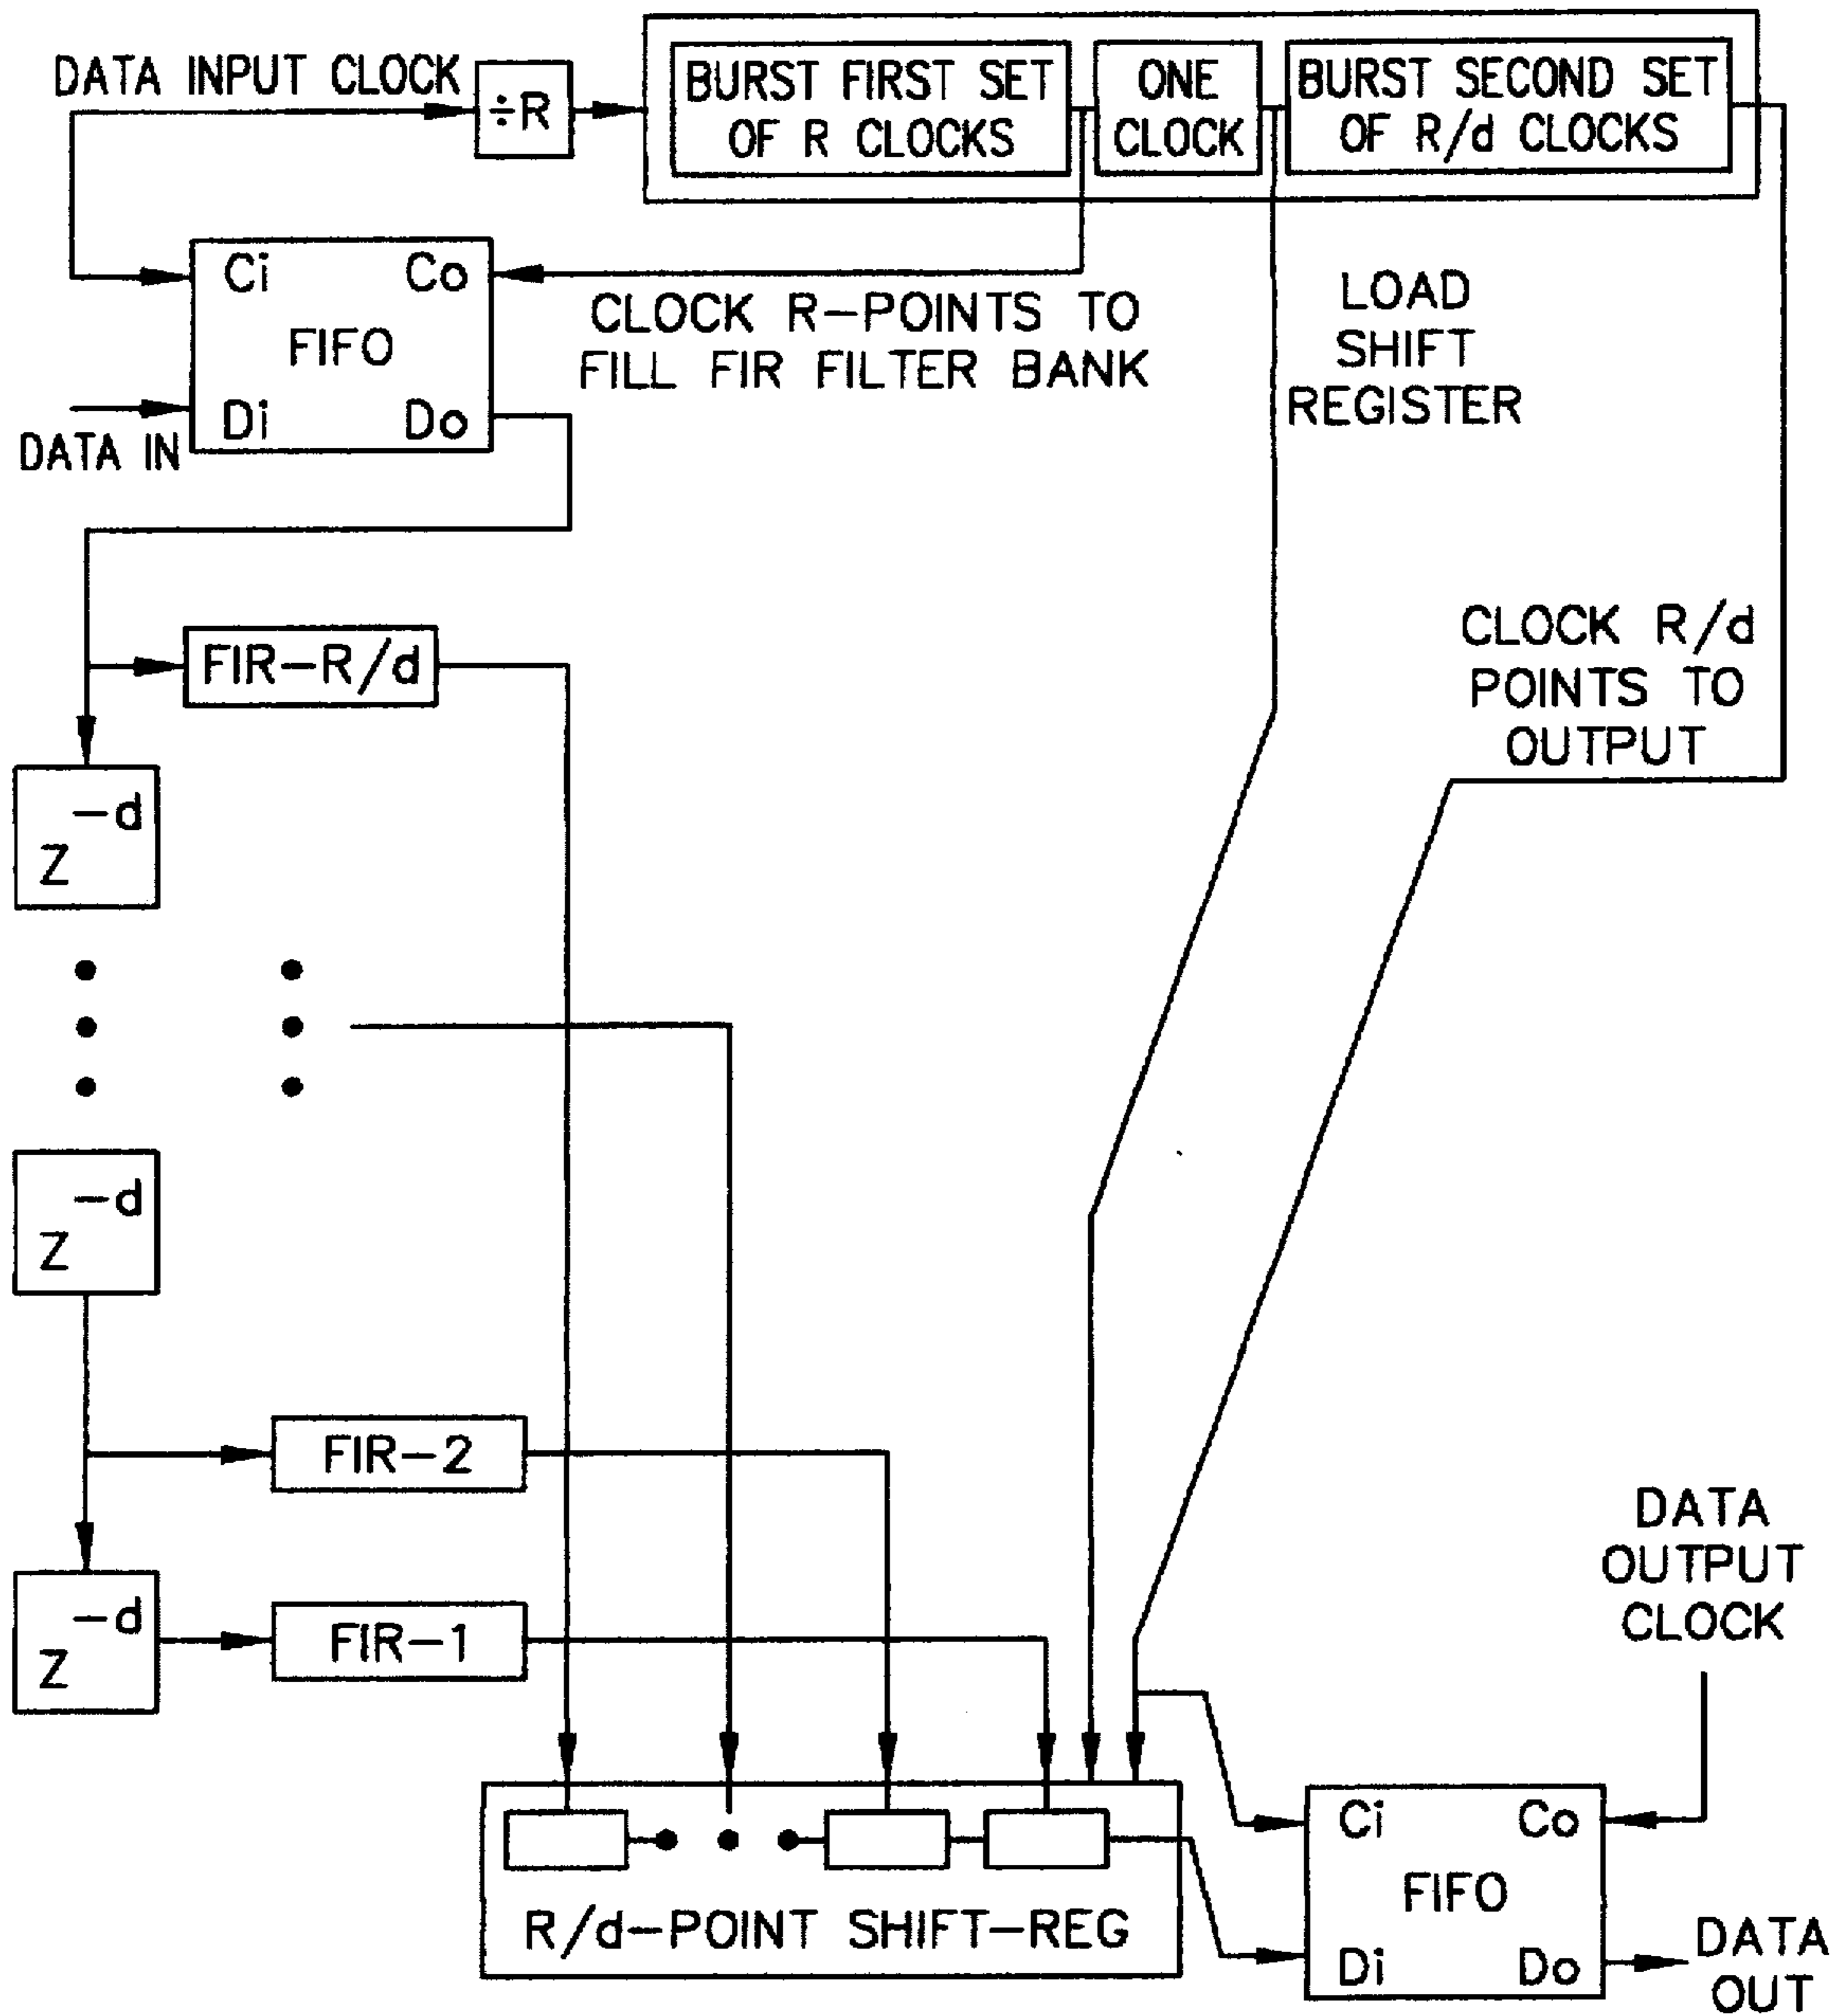 DATA INPUT CLOCK
÷R
BURST FIRST SET
OF R CLOCKS
ONE
CLOCK
BURST SECOND SET
OF R/d CLOCKS
Ci
Co
FIFO
Di
Do
DATA IN
CLOCK R-POINTS TO
FILL FIR FILTER BANK
LOAD
SHIFT
REGISTER
CLOCK R/d
POINTS TO
OUTPUT
FIR-R/d
Z-d
Z-d
FIR-2
Z-d
FIR-1
DATA
OUTPUT
CLOCK
R/d-POINT SHIFT-REG
Ci
Co
FIFO
Di
Do
DATA
OUT